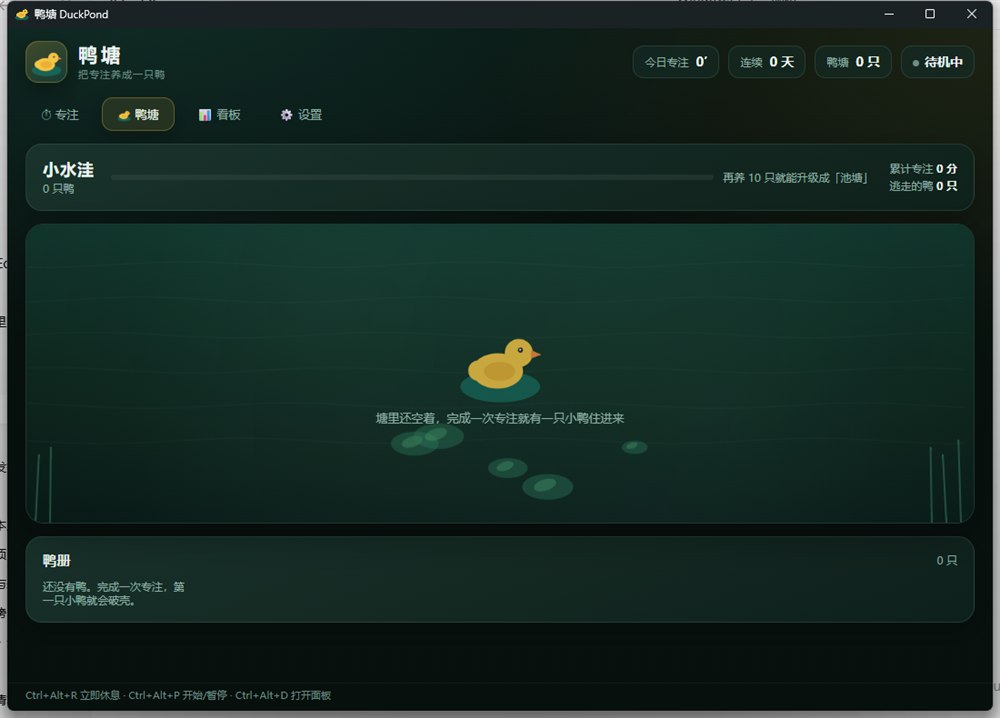 鸭塘 DuckPond
鸭塘
把专注养成一只鸭
今日专注 0′
连续 0 天
鸭塘 0 只
待机中
专注
鸭塘
看板
设置
小水洼
0 只鸭
再养 10 只就能升级成「池塘」
累计专注 0 分
逃走的鸭 0 只
塘里还空着，完成一次专注就有一只小鸭住进来
鸭册
0 只
还没有鸭。完成一次专注，第
一只小鸭就会破壳。
Ctrl+Alt+R 立即休息 · Ctrl+Alt+P 开始/暂停 · Ctrl+Alt+D 打开面板